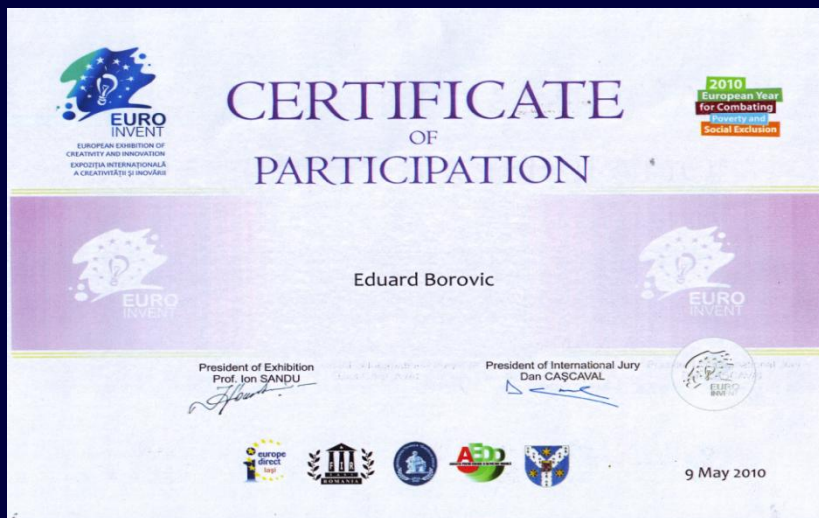 EURO
INVENT
EUROPEAN EXHIBITION OF
CREATIVITY AND INNOVATION
EXPOZIȚIA INTERNAȚIONALĂ
A CREATIVITĂȚII ȘI INOVĂRII
CERTIFICATE
OF
PARTICIPATION
2010
European Year
for Combating
Poverty and
Social Exclusion
EURO
INVENT
Eduard Borovic
EURO
INVENT
President of Exhibition
Prof. Ion SANDU
President of International Jury
Dan CAȘCAVAL
EURO
INVENT
europe
direct
Iași
FIR
ROMANIA
AEDO
9 May 2010